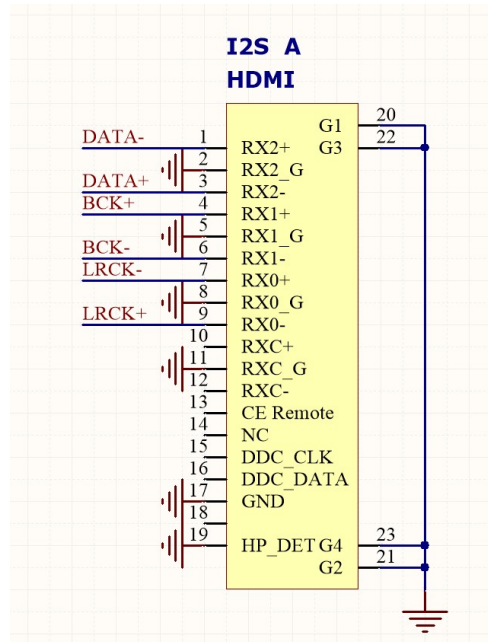 I2S A
HDMI
G1 20
G3 22
DATA- 1 RX2+
2 RX2_G
DATA+ 3 RX2-
BCK+ 4 RX1+
5 RX1_G
BCK- 6 RX1-
LRCK- 7 RX0+
8 RX0_G
LRCK+ 9 RX0-
10 RXC+
11 RXC_G
12 RXC-
13 CE Remote
14 NC
15 DDC_CLK
16 DDC_DATA
17 GND
18
19 HP_DET G4 23
G2 21